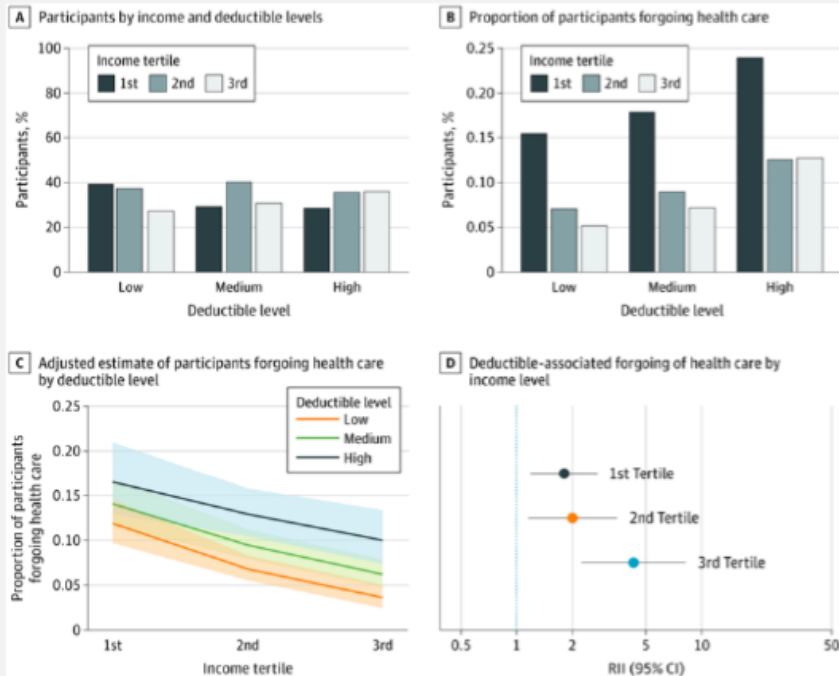 A Participants by income and deductible levels
Income tertile
1st 2nd 3rd
100
80
60
40
20
0
Participants, %
Low Medium High
Deductible level
B Proportion of participants forgoing health care
Income tertile
1st 2nd 3rd
0.25
0.20
0.15
0.10
0.05
0
Participants, %
Low Medium High
Deductible level
C Adjusted estimate of participants forgoing health care
by deductible level
Deductible level
Low
Medium
High
0.25
0.20
0.15
0.10
0.05
0
Proportion of participants
forgoing health care
1st 2nd 3rd
Income tertile
D Deductible-associated forgoing of health care by
income level
1st Tertile
2nd Tertile
3rd Tertile
0.5 1 2 5 10 50
RII (95% CI)